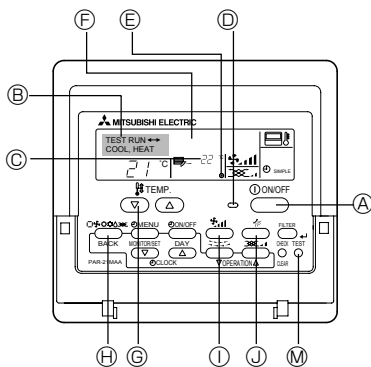 F
E
D
B
MITSUBISHI ELECTRIC
TEST RUN
COOL, HEAT
C
21 °C
22 °C
SIMPLE
TEMP.
ON/OFF
A
MENU
ON/OFF
FILTER
BACK
MONITOR/SET
DAY
CHECK TEST
PAR-21MAA
CLOCK
OPERATION
CLEAR
H
G
I
J
M